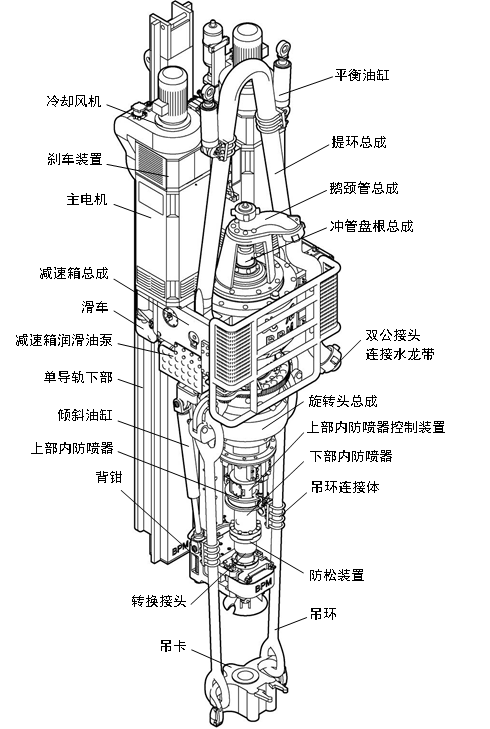 平衡油缸
冷却风机
提环总成
刹车装置
鹅颈管总成
主电机
冲管盘根总成
减速箱总成
滑车
双公接头
连接水龙带
减速箱润滑油泵
单导轨下部
旋转头总成
倾斜油缸
上部内防喷器控制装置
上部内防喷器
下部内防喷器
背钳
吊环连接体
BPM
防松装置
BPM
转换接头
吊环
吊卡